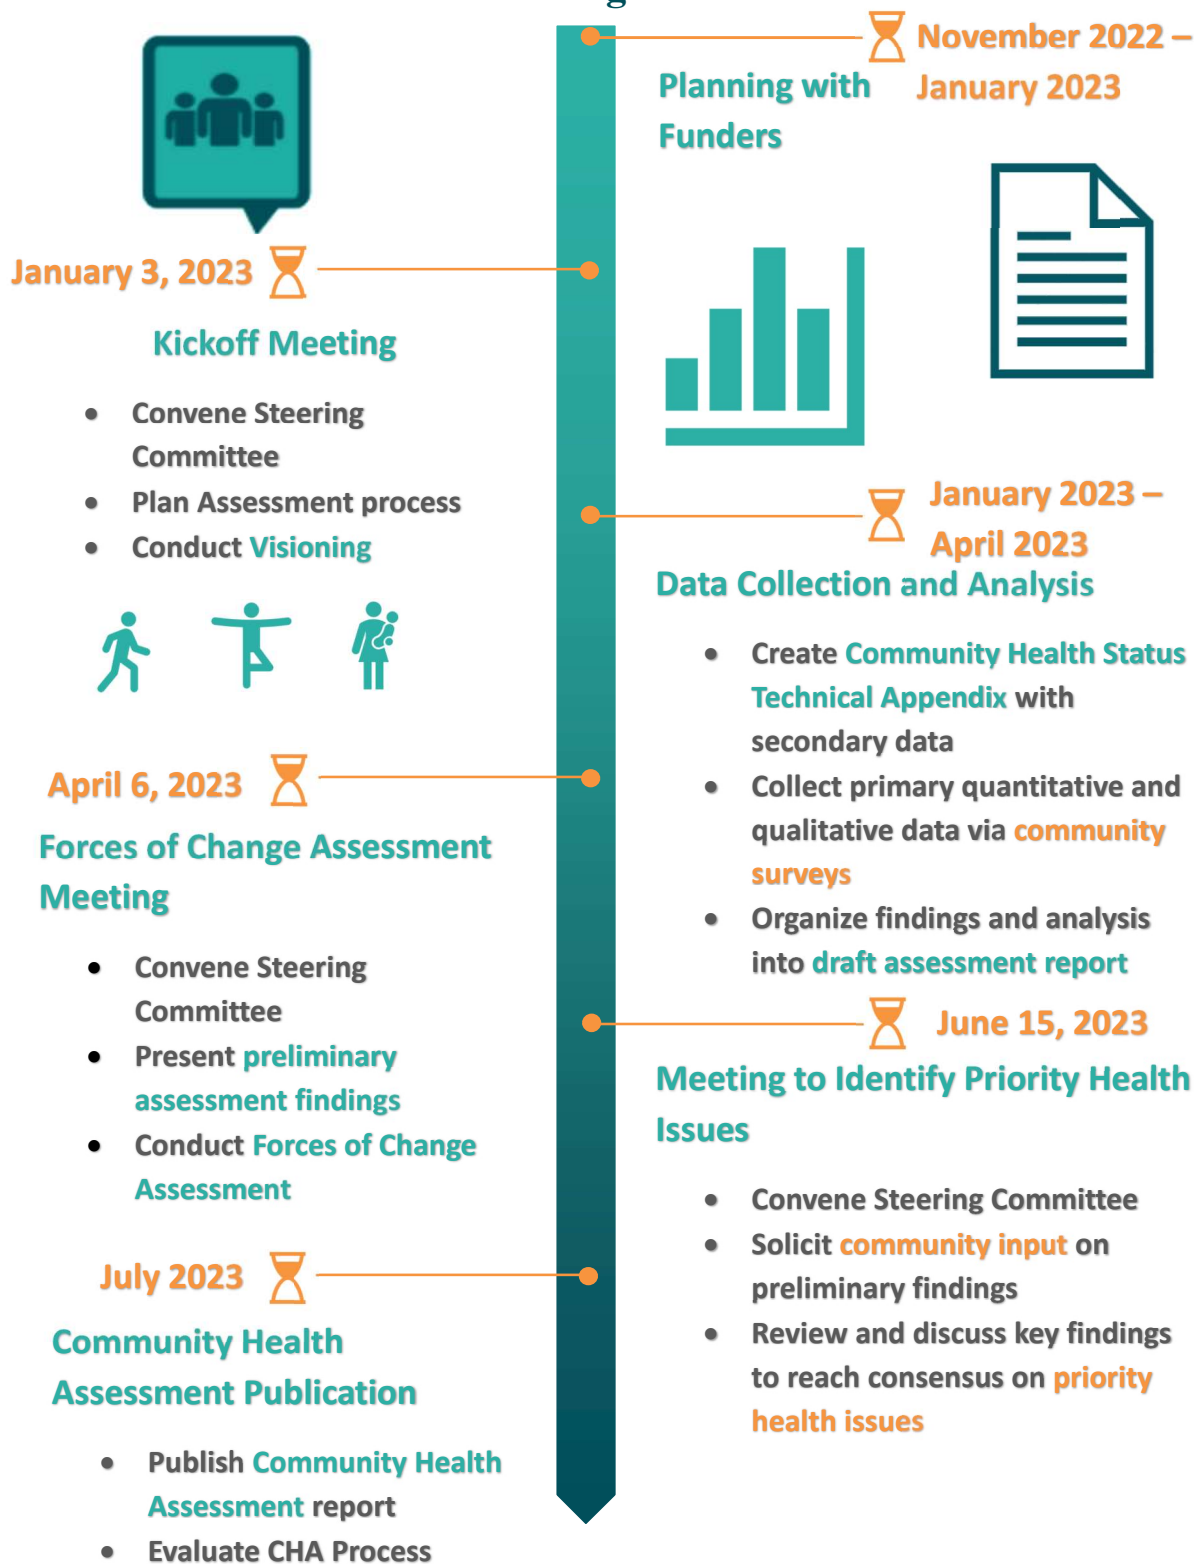 November 2022 –
January 2023
Planning with
Funders
January 3, 2023
Kickoff Meeting
• Convene Steering
Committee
• Plan Assessment process
• Conduct Visioning
January 2023 –
April 2023
Data Collection and Analysis
• Create Community Health Status
Technical Appendix with
secondary data
• Collect primary quantitative and
qualitative data via community
surveys
• Organize findings and analysis
into draft assessment report
April 6, 2023
Forces of Change Assessment
Meeting
• Convene Steering
Committee
• Present preliminary
assessment findings
• Conduct Forces of Change
Assessment
June 15, 2023
Meeting to Identify Priority Health
Issues
• Convene Steering Committee
• Solicit community input on
preliminary findings
• Review and discuss key findings
to reach consensus on priority
health issues
July 2023
Community Health
Assessment Publication
• Publish Community Health
Assessment report
• Evaluate CHA Process